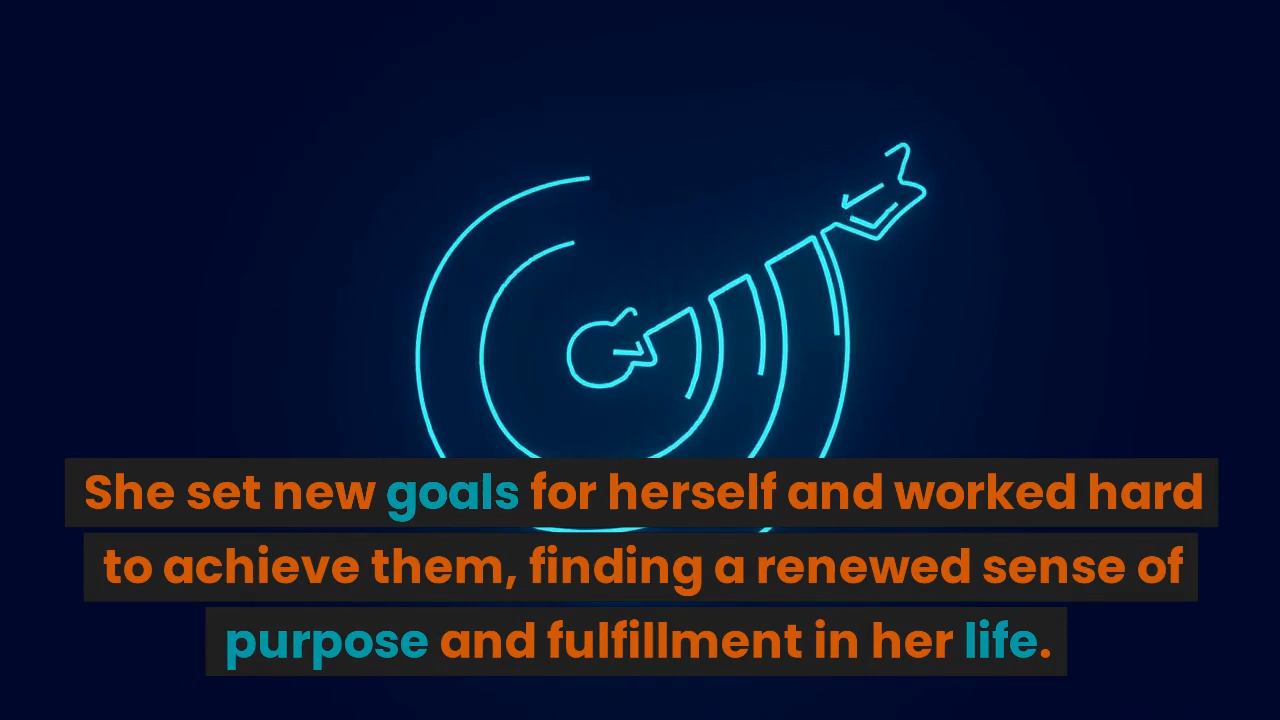 She set new goals for herself and worked hard
to achieve them, finding a renewed sense of
purpose and fulfillment in her life.